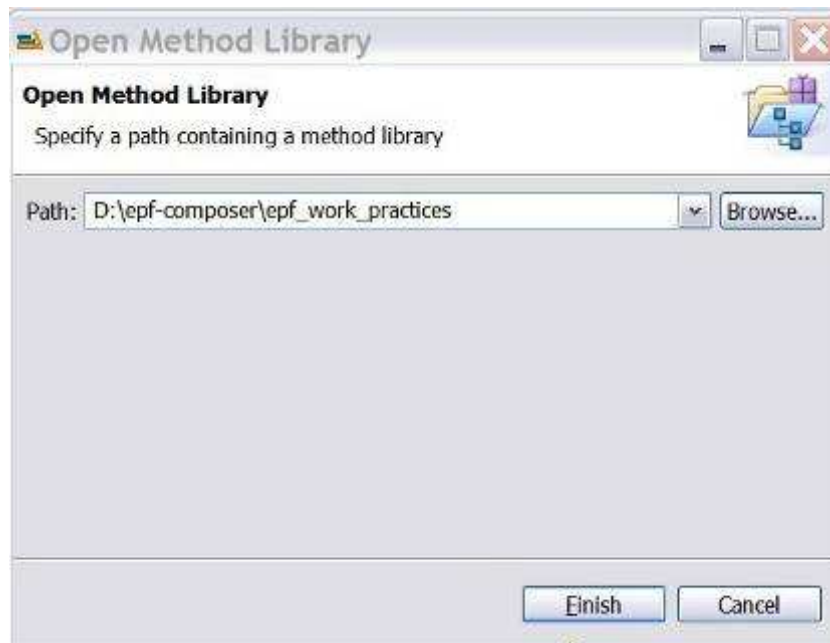 Open Method Library
Open Method Library
Specify a path containing a method library
Path: D:\epf-composer\epf_work_practices Browse...
Finish Cancel